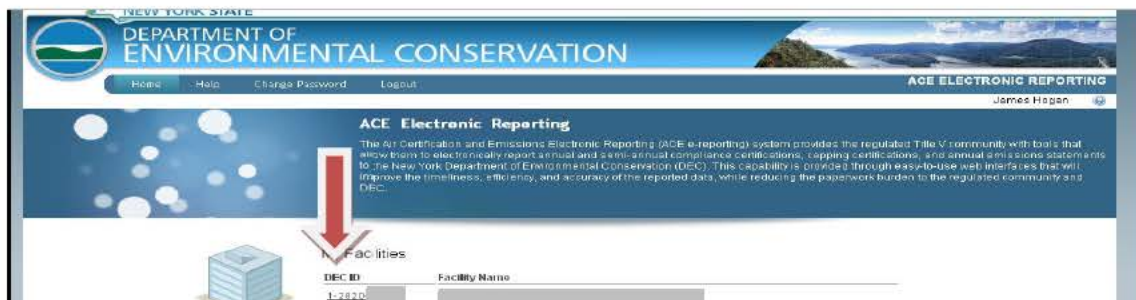 NEW YORK STATE
DEPARTMENT OF
ENVIRONMENTAL CONSERVATION
Home Help Change Password Logout
ACE ELECTRONIC REPORTING
James Hogan
ACE Electronic Reporting
The Air Certification and Emissions Electronic Reporting (ACE e-reporting) system provides the regulated Title V community with tools that
allow them to electronically report annual and semi-annual compliance certifications, capping certifications, and annual emissions statements
to the New York Department of Environmental Conservation (DEC). This capability is provided through easy-to-use web interfaces that will
improve the timeliness, efficiency, and accuracy of the reported data, while reducing the paperwork burden to the regulated community and
DEC.
Facilities
DEC ID Facility Name
1-2820